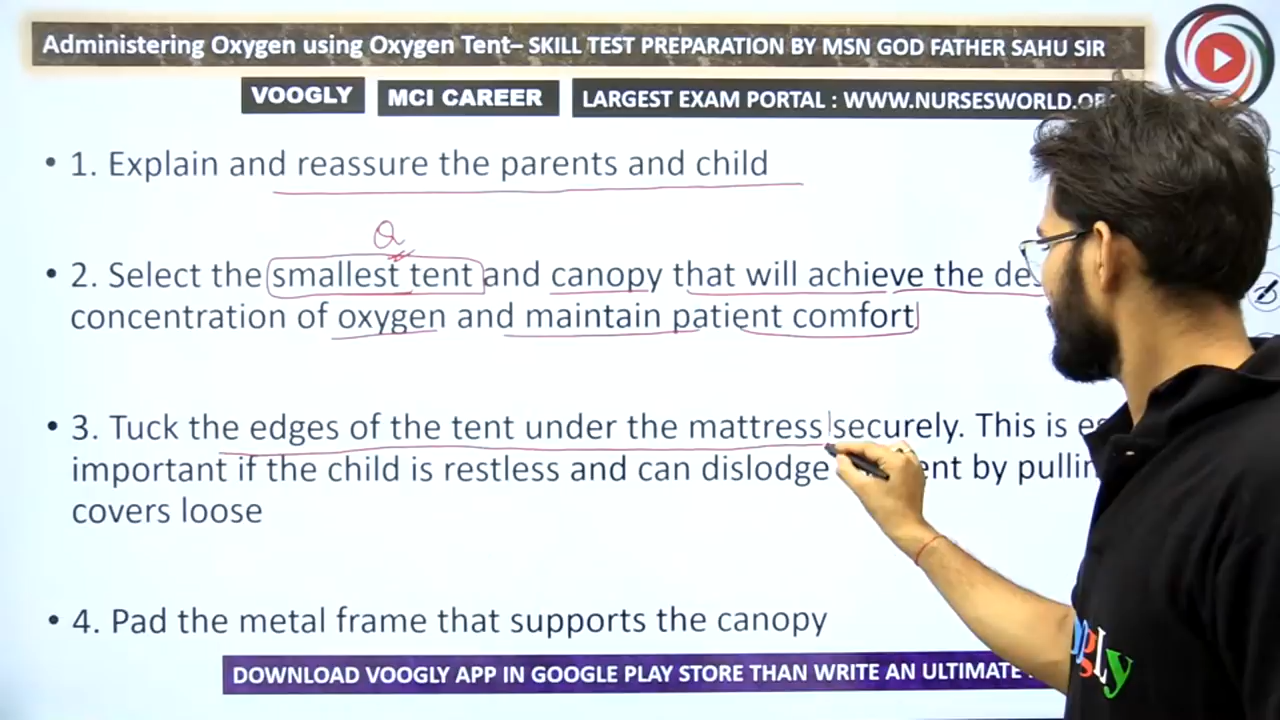 Administering Oxygen using Oxygen Tent– SKILL TEST PREPARATION BY MSN GOD FATHER SAHU SIR
VOOGLY MCI CAREER LARGEST EXAM PORTAL : WWW.NURSESWORLD.OR
• 1. Explain and reassure the parents and child
Q
• 2. Select the smallest tent and canopy that will achieve the
concentration of oxygen and maintain patient comfort
• 3. Tuck the edges of the tent under the mattress securely. This is
important if the child is restless and can dislodge by
covers loose
• 4. Pad the metal frame that supports the canopy
DOWNLOAD VOOGLY APP IN GOOGLE PLAY STORE THAN WRITE AN ULTIMATE